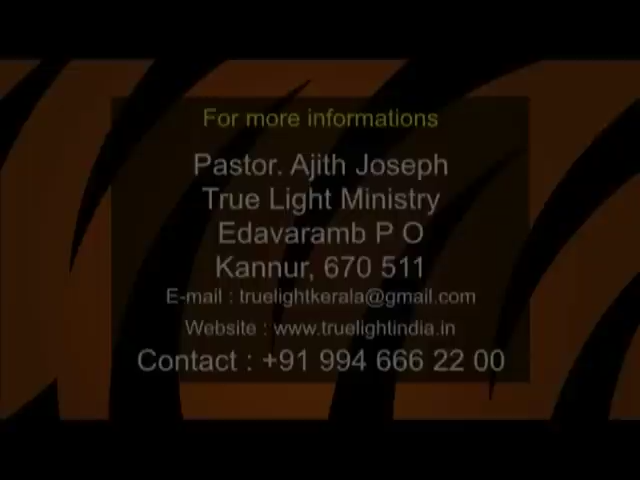 For more informations
Pastor. Ajith Joseph
True Light Ministry
Edavaramb P O
Kannur, 670 511
E-mail : truelightkerala@gmail.com
Website : www.truelightindia.in
Contact : +91 994 666 22 00